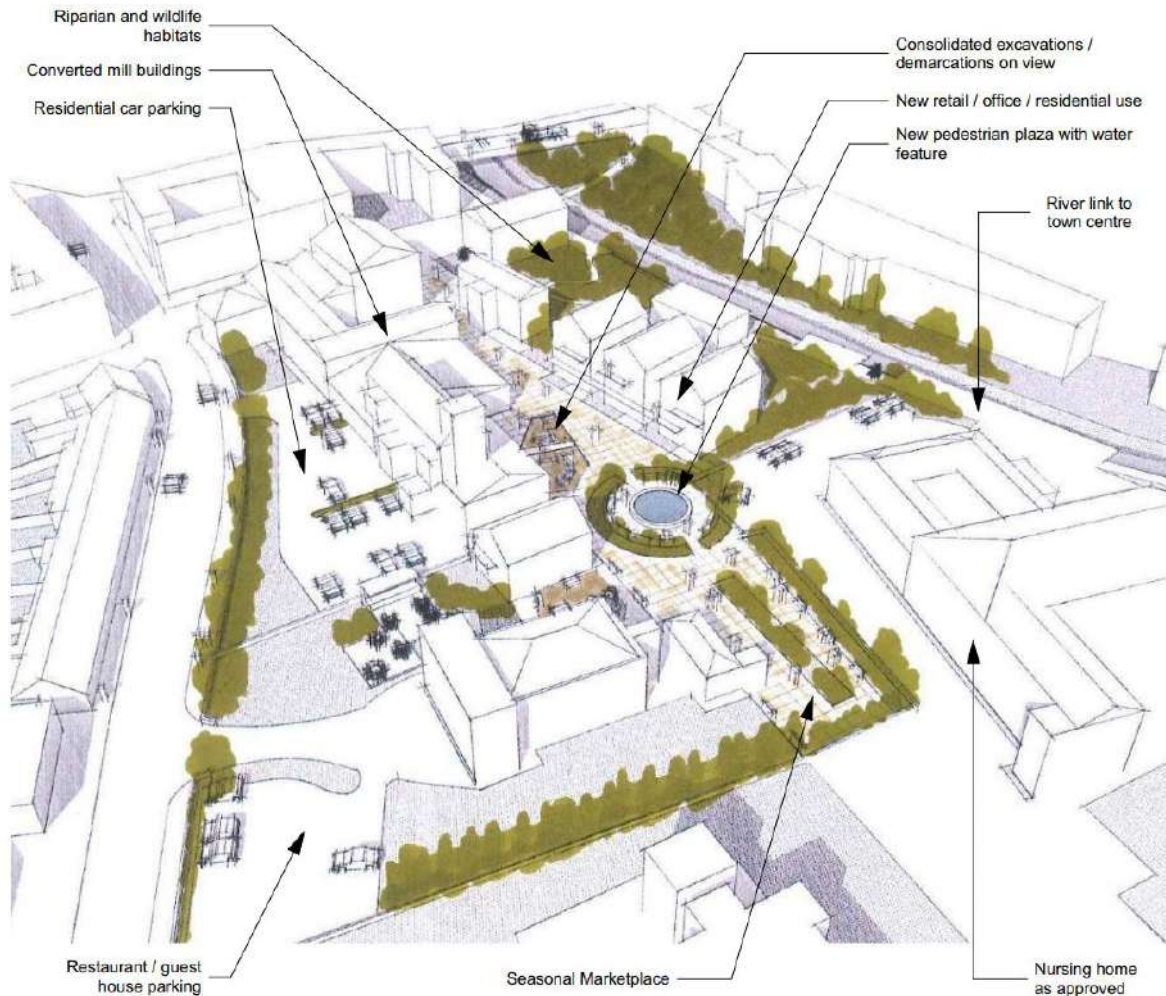 Riparian and wildlife
habitats
Converted mill buildings
Residential car parking
Consolidated excavations /
demarcations on view
New retail / office / residential use
New pedestrian plaza with water
feature
River link to
town centre
Restaurant / guest
house parking
Seasonal Marketplace
Nursing home
as approved